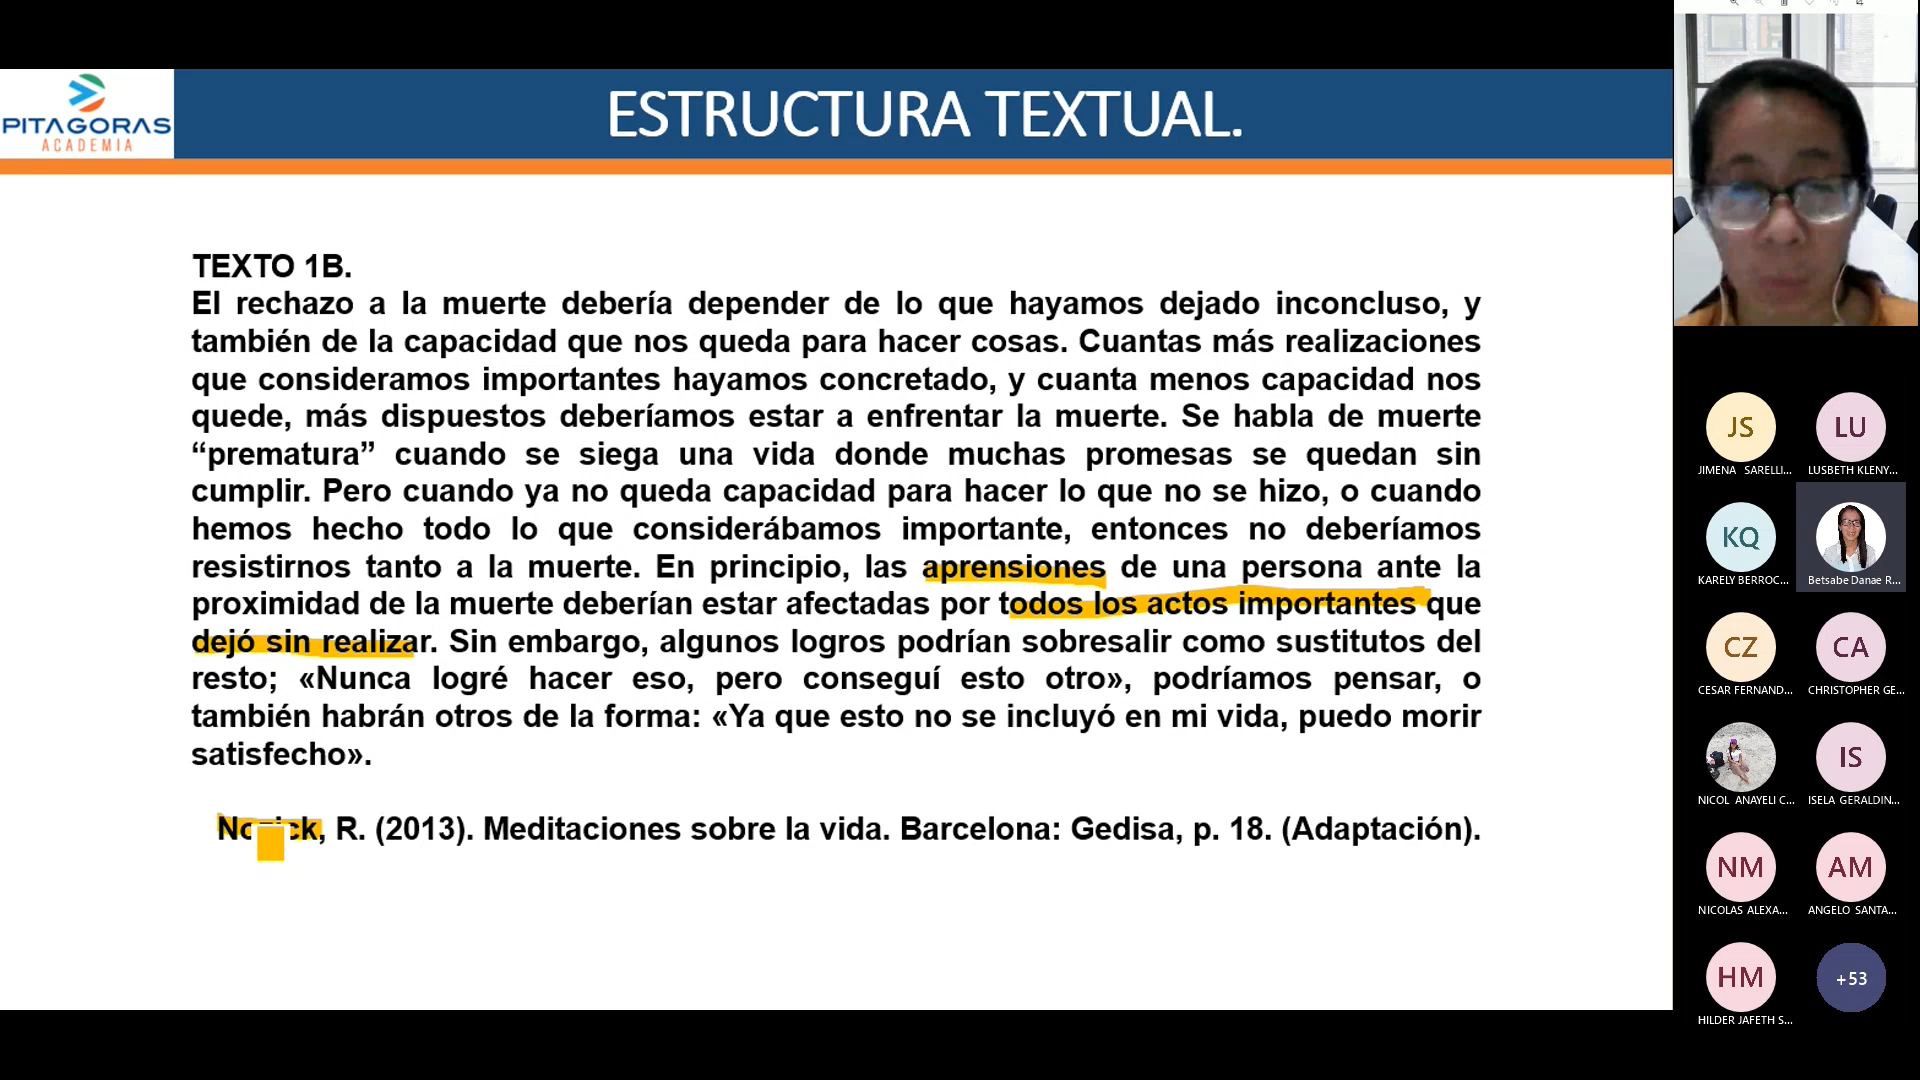 PITAGORAS
ACADEMIA
ESTRUCTURA TEXTUAL.
TEXTO 1B.
El rechazo a la muerte debería depender de lo que hayamos dejado inconcluso, y
también de la capacidad que nos queda para hacer cosas. Cuantas más realizaciones
que consideramos importantes hayamos concretado, y cuanta menos capacidad nos
quede, más dispuestos deberíamos estar a enfrentar la muerte. Se habla de muerte
“prematura” cuando se siega una vida donde muchas promesas se quedan sin
cumplir. Pero cuando ya no queda capacidad para hacer lo que no se hizo, o cuando
hemos hecho todo lo que considerábamos importante, entonces no deberíamos
resistirnos tanto a la muerte. En principio, las aprensiones de una persona ante la
proximidad de la muerte deberían estar afectadas por todos los actos importantes que
dejó sin realizar. Sin embargo, algunos logros podrían sobresalir como sustitutos del
resto; «Nunca logré hacer eso, pero conseguí esto otro», podríamos pensar, o
también habrán otros de la forma: «Ya que esto no se incluyó en mi vida, puedo morir
satisfecho».
R. (2013). Meditaciones sobre la vida. Barcelona: Gedisa, p. 18. (Adaptación).
JS
JIMENA SARELLI...
LU
LUSBETH KLENY...
KQ
KARELY BERROC...
Betsabe Danae R...
CZ
CESAR FERNAND...
CA
CHRISTOPHER GE...
NICOL ANAYELI C...
IS
ISELA GERALDIN...
NM
NICOLAS ALEXA...
AM
ANGELO SANTA...
HM
HILDER JAFETH S...
+53